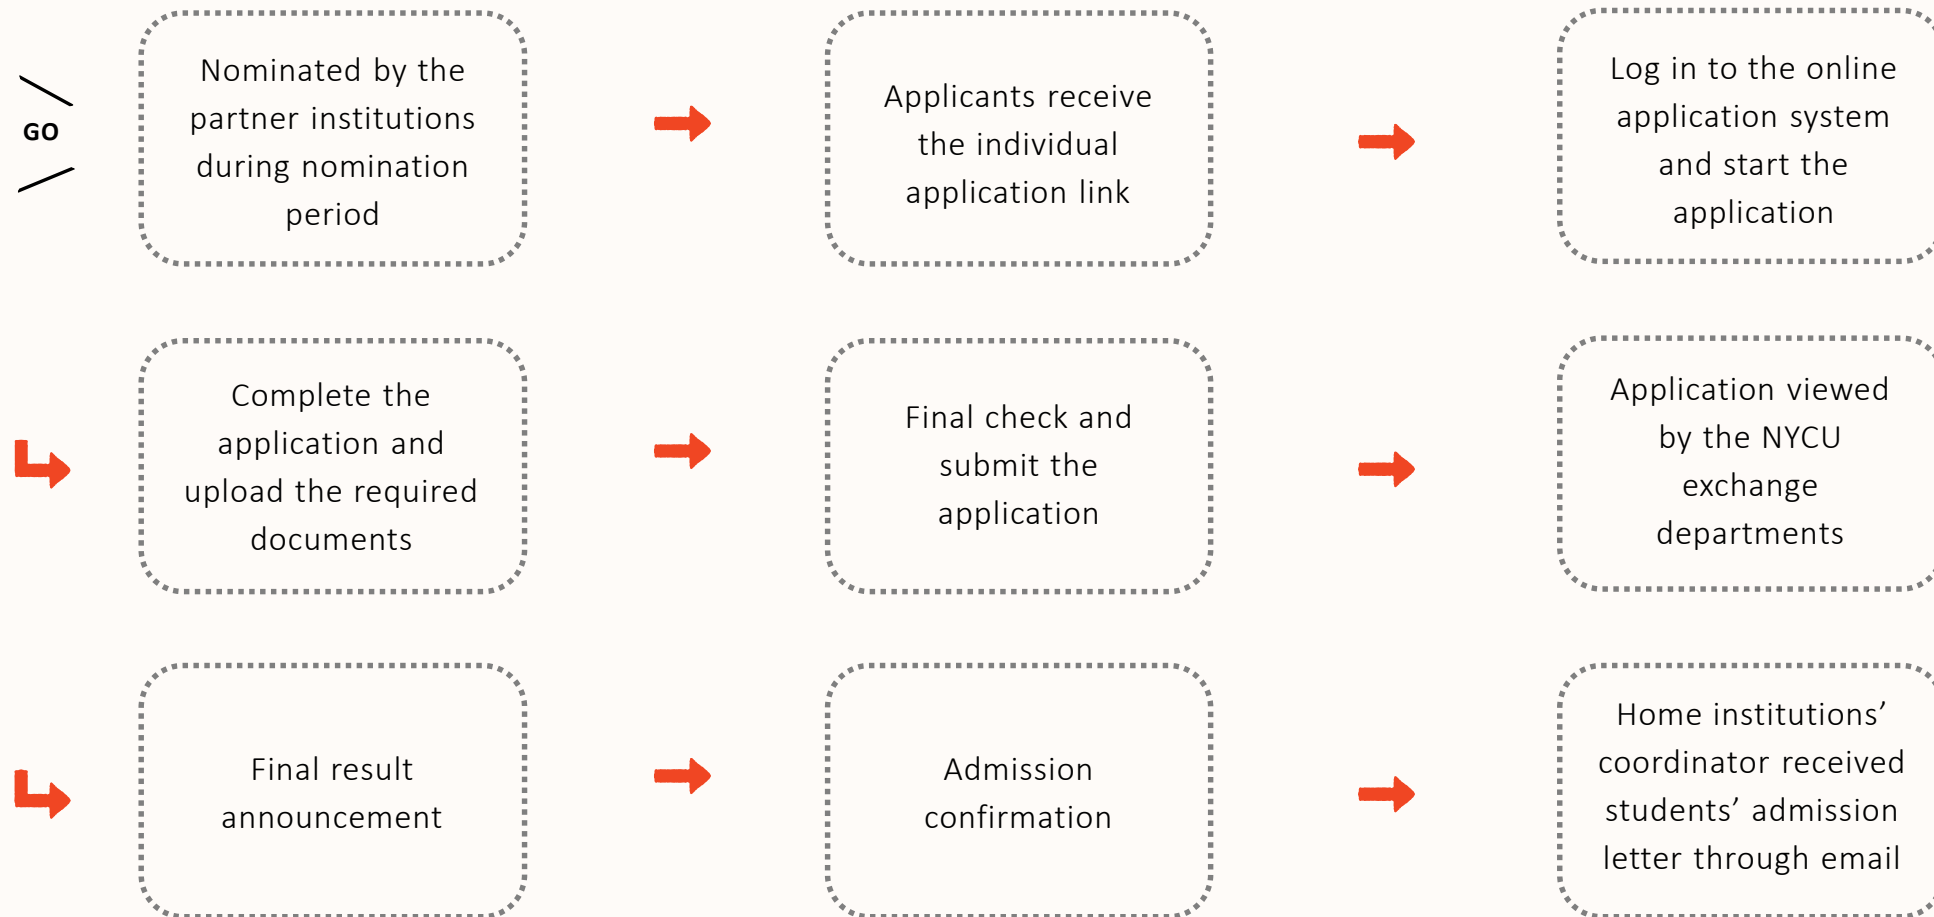 GO
Nominated by the
partner institutions
during nomination
period
Applicants receive
the individual
application link
Log in to the online
application system
and start the
application
Complete the
application and
upload the required
documents
Final check and
submit the
application
Application viewed
by the NYCU
exchange
departments
Final result
announcement
Admission
confirmation
Home institutions’
coordinator received
students’ admission
letter through email